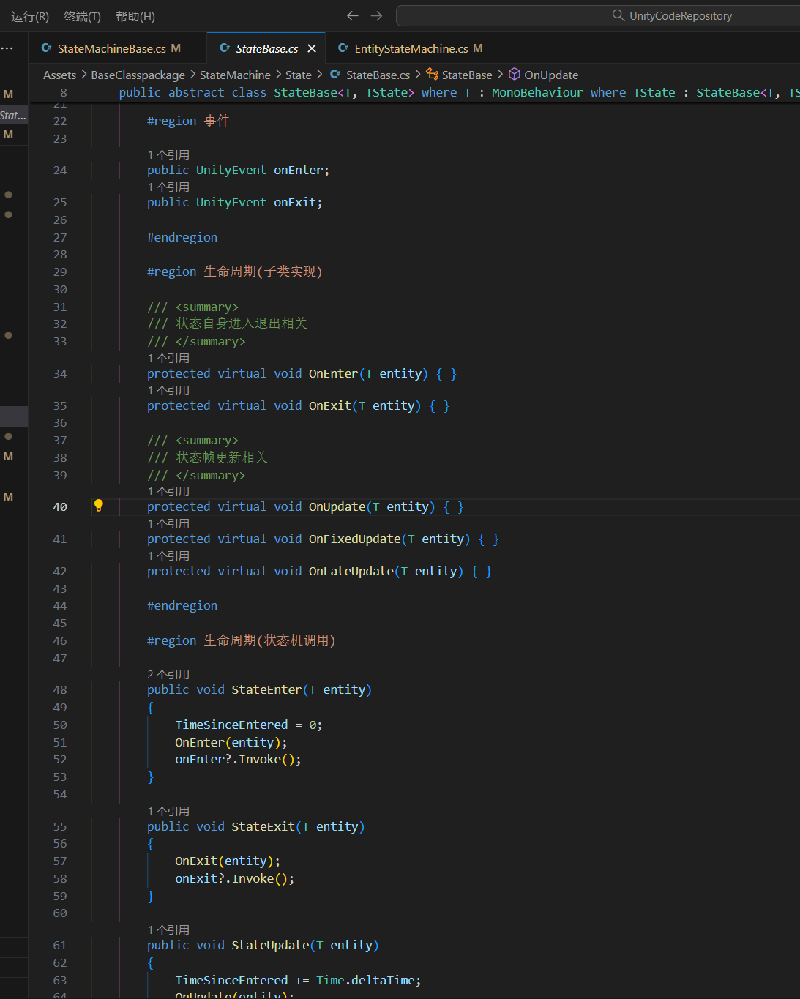 运行(R) 终端(T) 帮助(H) UnityCodeRepository
StateMachineBase.cs M StateBase.cs EntityStateMachine.cs M
Assets > BaseClasspackage > StateMachine > State > StateBase.cs > StateBase > OnUpdate
M
Stat...
M
M
M
8 public abstract class StateBase<T, TState> where T : MonoBehaviour where TState : StateBase<T, TS
21
22 #region 事件
23
1 个引用
24 public UnityEvent onEnter;
1 个引用
25 public UnityEvent onExit;
26
27 #endregion
28
29 #region 生命周期(子类实现)
30
31 /// <summary>
32 /// 状态自身进入退出相关
33 /// </summary>
1 个引用
34 protected virtual void OnEnter(T entity) { }
1 个引用
35 protected virtual void OnExit(T entity) { }
36
37 /// <summary>
38 /// 状态帧更新相关
39 /// </summary>
1 个引用
40 protected virtual void OnUpdate(T entity) { }
1 个引用
41 protected virtual void OnFixedUpdate(T entity) { }
1 个引用
42 protected virtual void OnLateUpdate(T entity) { }
43
44 #endregion
45
46 #region 生命周期(状态机调用)
47
2 个引用
48 public void StateEnter(T entity)
49 {
50 TimeSinceEntered = 0;
51 OnEnter(entity);
52 onEnter?.Invoke();
53 }
54
1 个引用
55 public void StateExit(T entity)
56 {
57 OnExit(entity);
58 onExit?.Invoke();
59 }
60
1 个引用
61 public void StateUpdate(T entity)
62 {
63 TimeSinceEntered += Time.deltaTime;
64 OnUpdate(entity);